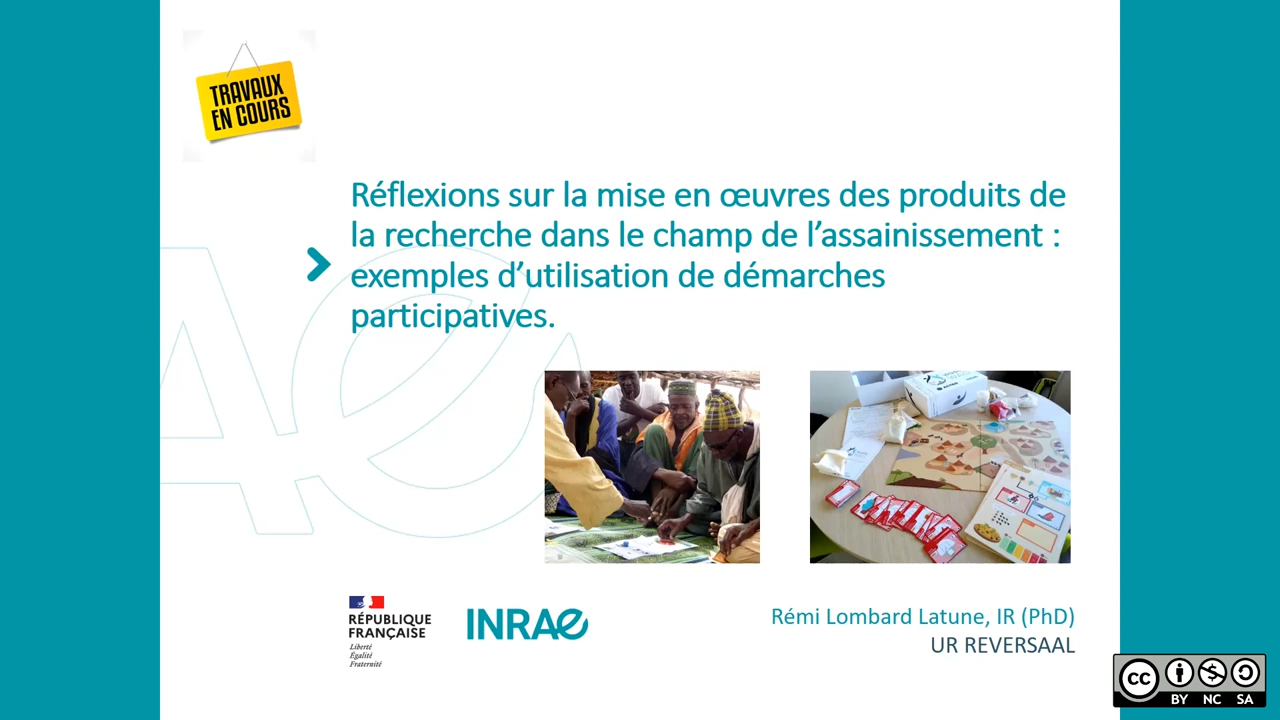 TRAVAUX
EN COURS
Réflexions sur la mise en œuvres des produits de
la recherche dans le champ de l'assainissement :
exemples d'utilisation de démarches
participatives.
RÉPUBLIQUE
FRANÇAISE
Liberté
Égalité
Fraternité
INRAE
Rémi Lombard Latune, IR (PhD)
UR REVERSAAL
cc
BY NC SA